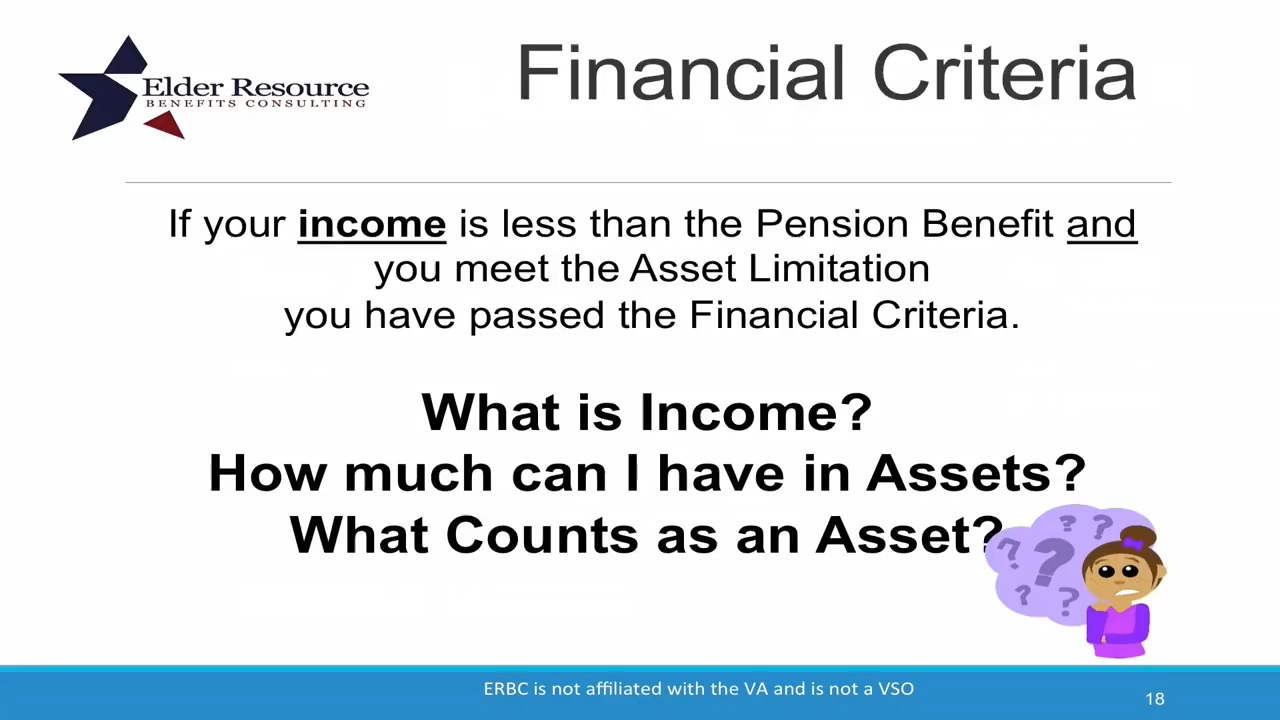 Elder Resource
BENEFITS CONSULTING
Financial Criteria
If your income is less than the Pension Benefit and
you meet the Asset Limitation
you have passed the Financial Criteria.
What is Income?
How much can I have in Assets?
What Counts as an Asset?
? ? ? ? ? ?
ERBC is not affiliated with the VA and is not a VSO
18